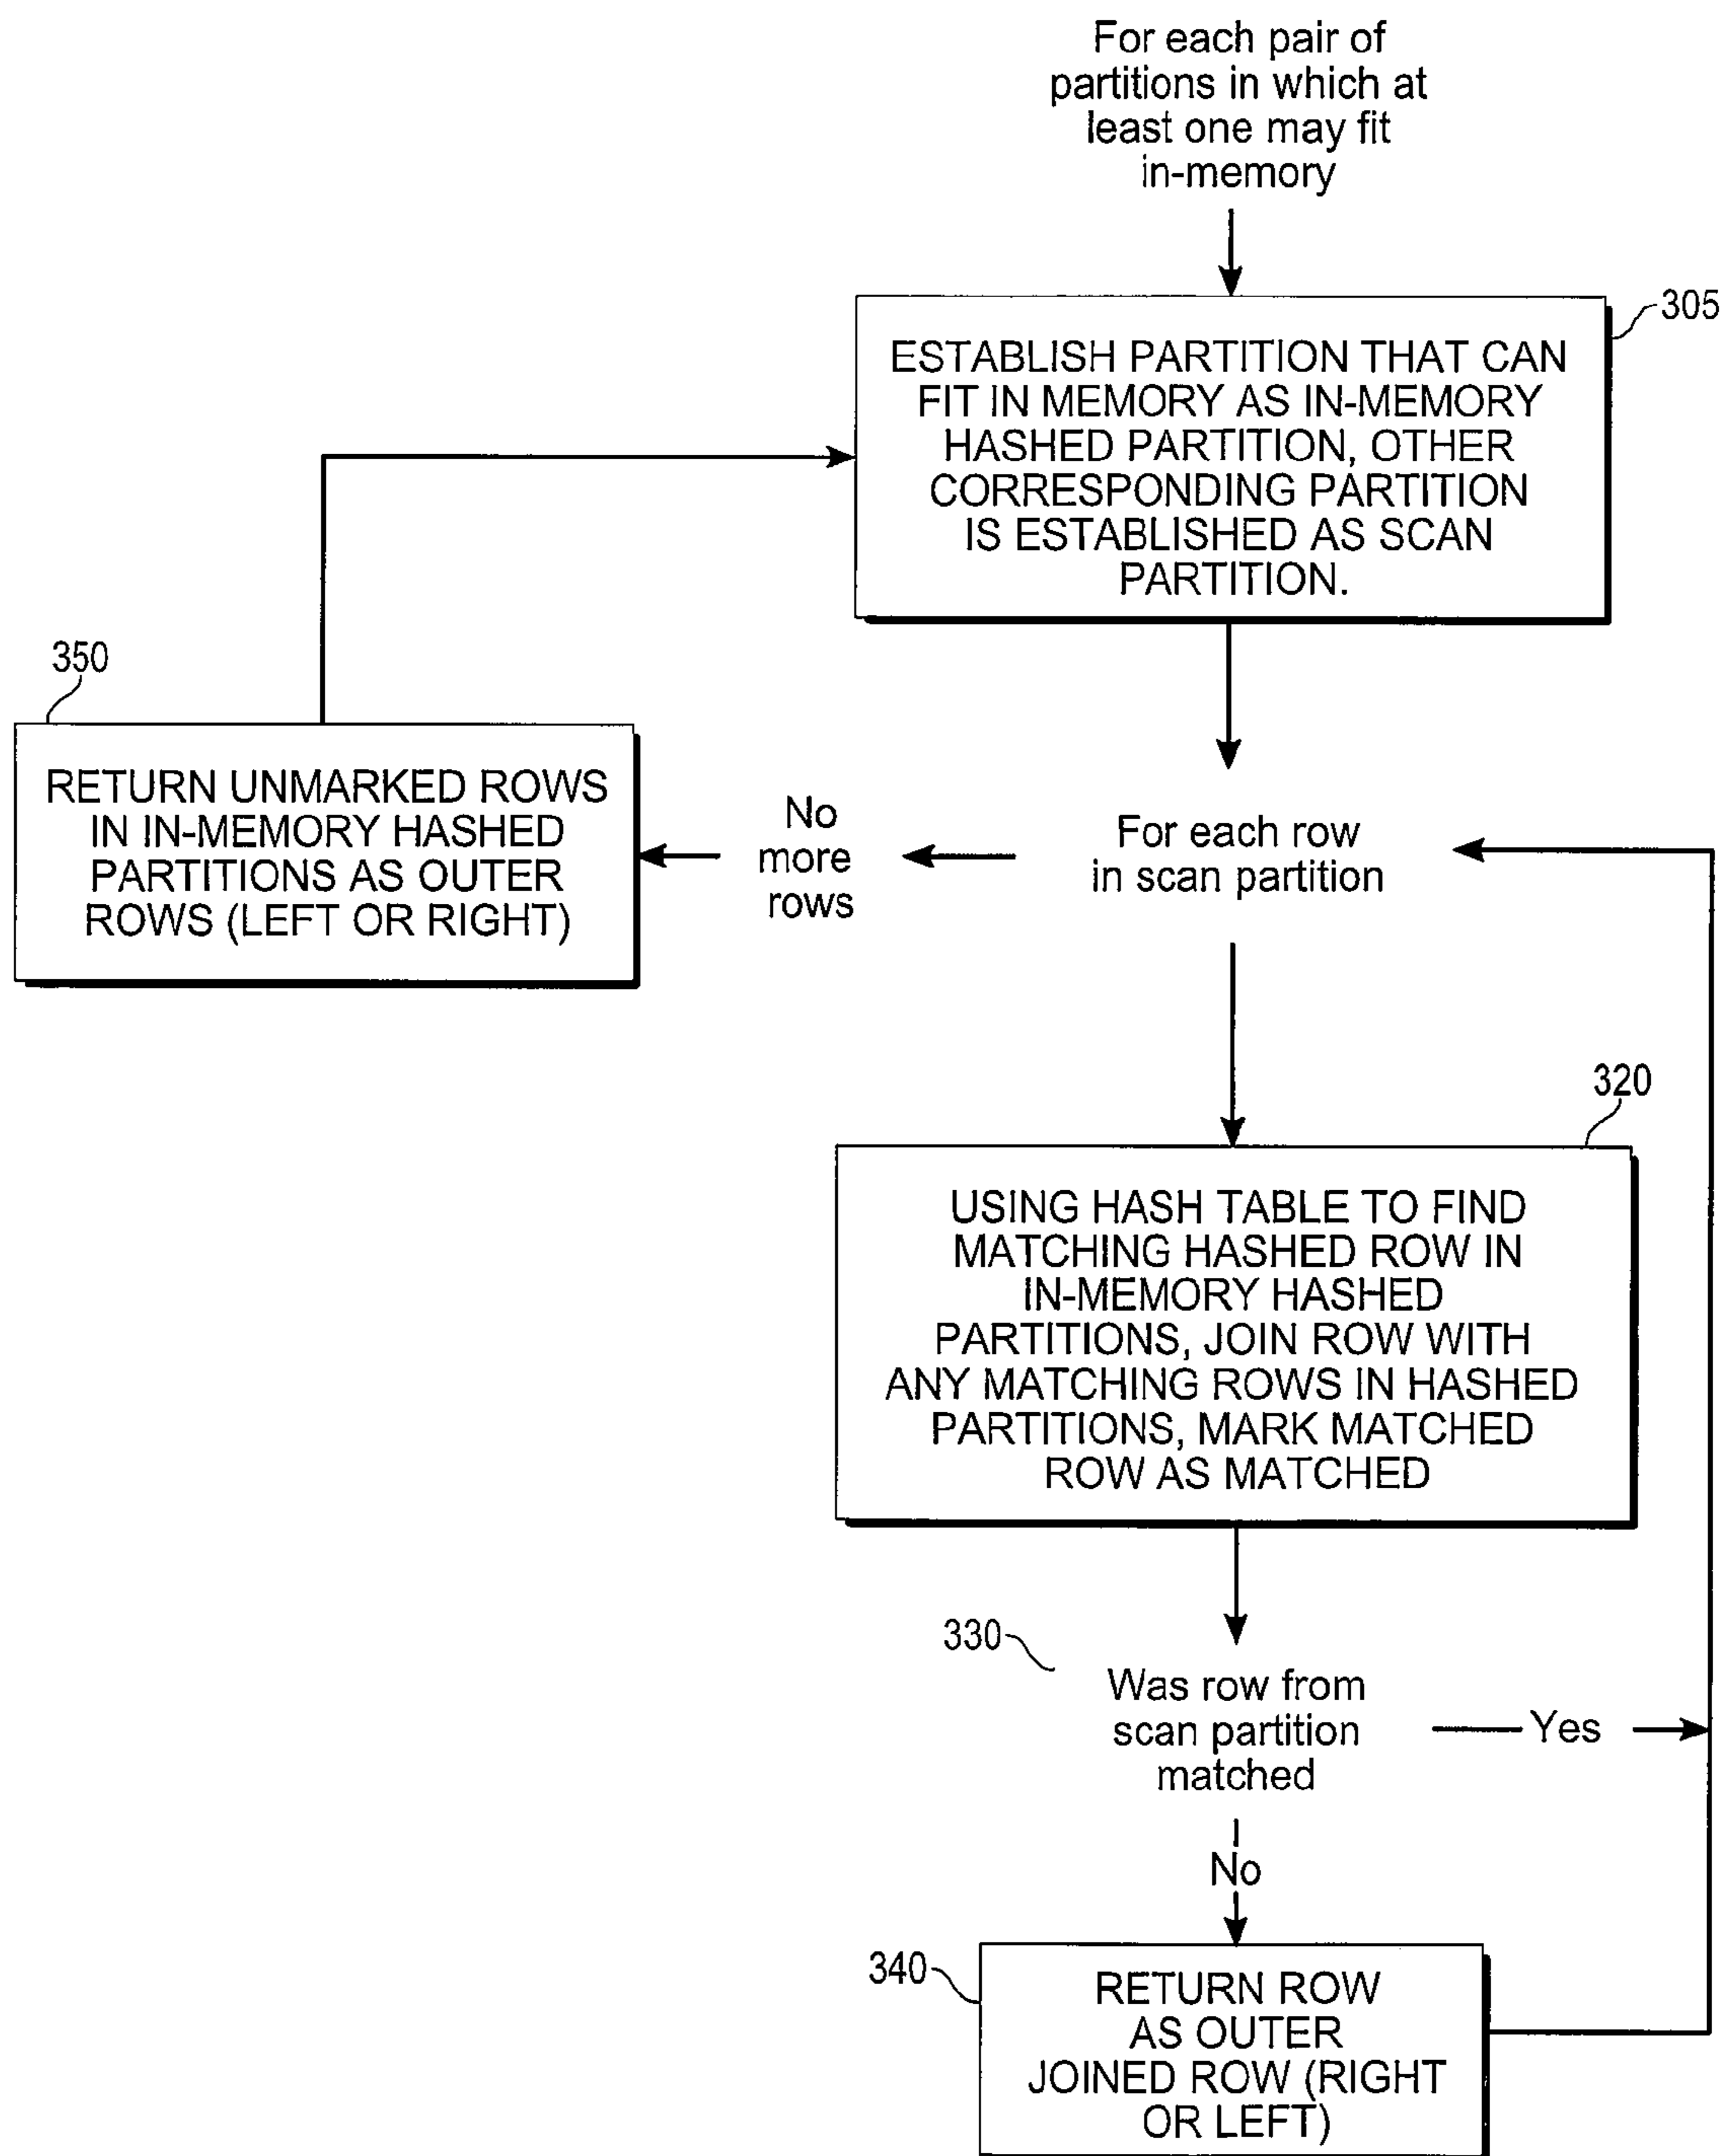 For each pair of
partitions in which at
least one may fit
in-memory
305
ESTABLISH PARTITION THAT CAN
FIT IN MEMORY AS IN-MEMORY
HASHED PARTITION, OTHER
CORRESPONDING PARTITION
IS ESTABLISHED AS SCAN
PARTITION.
350
RETURN UNMARKED ROWS
IN IN-MEMORY HASHED
PARTITIONS AS OUTER
ROWS (LEFT OR RIGHT)
No
more
rows
For each row
in scan partition
320
USING HASH TABLE TO FIND
MATCHING HASHED ROW IN
IN-MEMORY HASHED
PARTITIONS, JOIN ROW WITH
ANY MATCHING ROWS IN HASHED
PARTITIONS, MARK MATCHED
ROW AS MATCHED
330
Was row from
scan partition
matched
Yes
No
340
RETURN ROW
AS OUTER
JOINED ROW (RIGHT
OR LEFT)